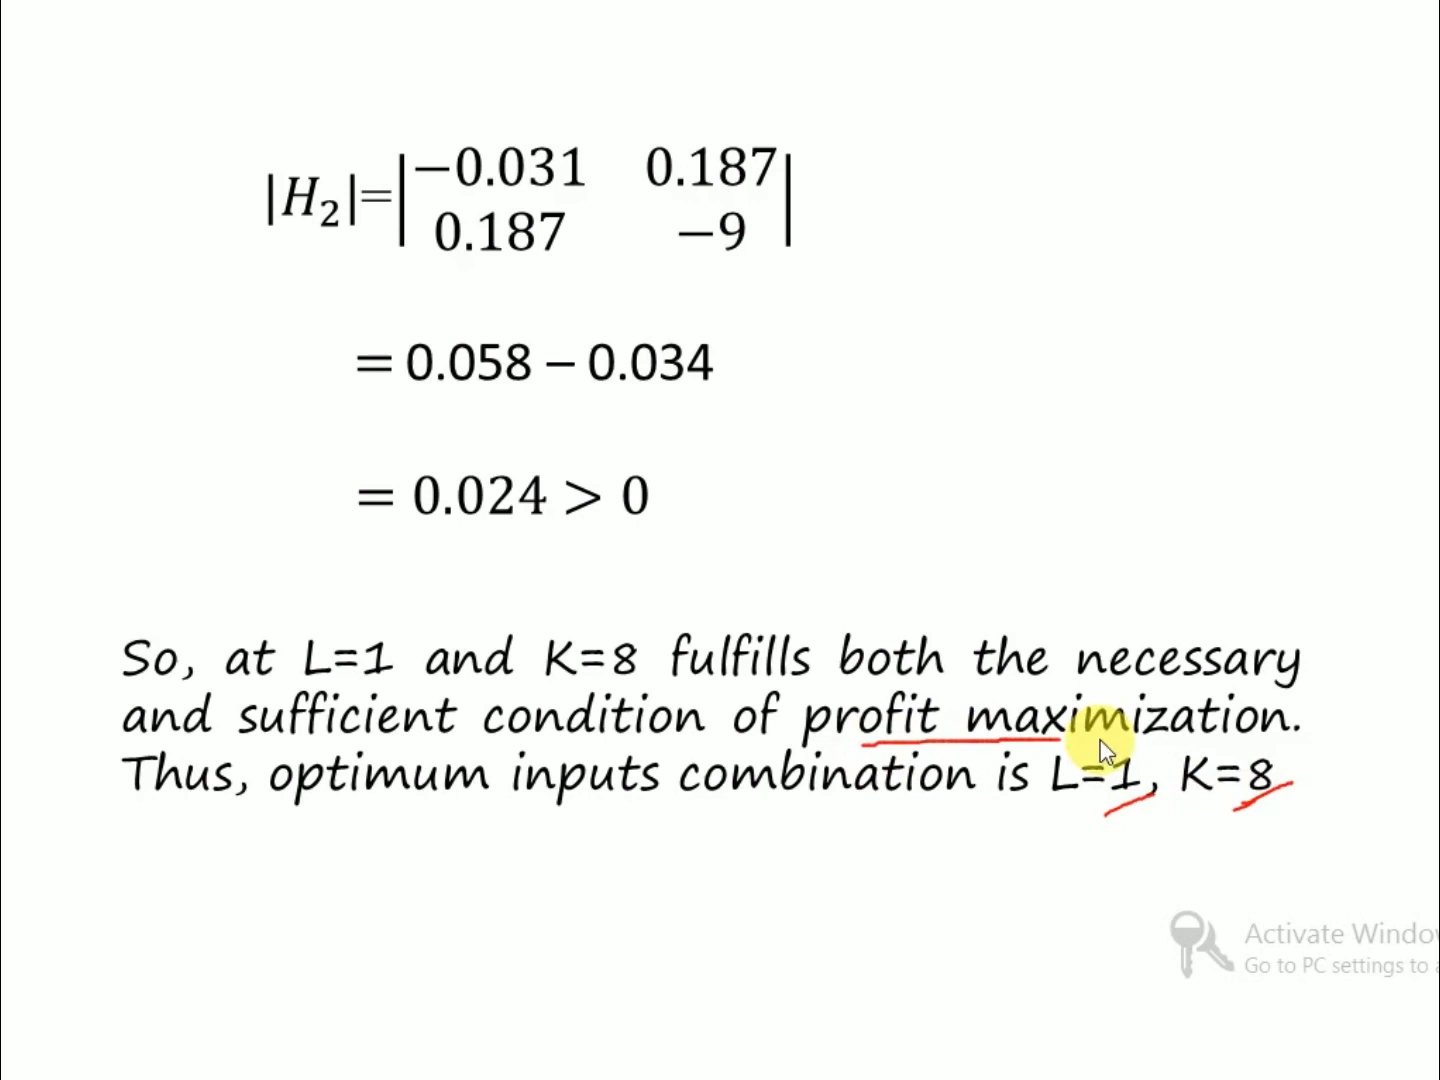 |H₂|=|−0.031 0.187|
|0.187 −9|
= 0.058 – 0.034
= 0.024 > 0
So, at L=1 and K=8 fulfills both the necessary
and sufficient condition of profit maximization.
Thus, optimum inputs combination is L=1, K=8
Activate Windo
Go to PC settings to